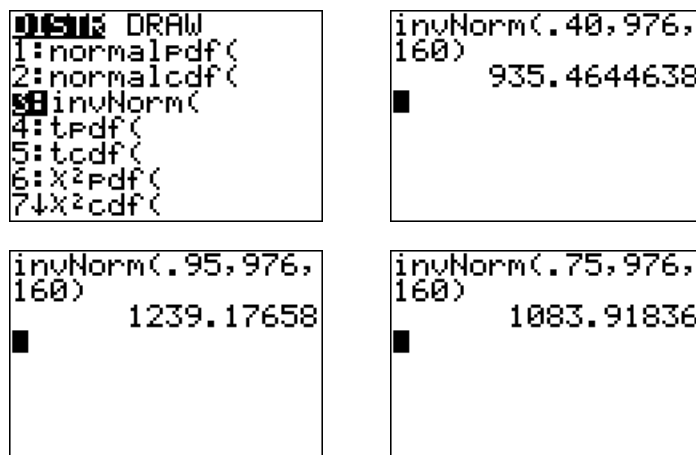 DISTR DRAW
1:normalpdf(
2:normalcdf(
3:invNorm(
4:tpdf(
5:tcdf(
6:X²pdf(
7↓X²cdf(
invNorm(.40,976,
160)
935.4644638
invNorm(.95,976,
160)
1239.17658
invNorm(.75,976,
160)
1083.91836